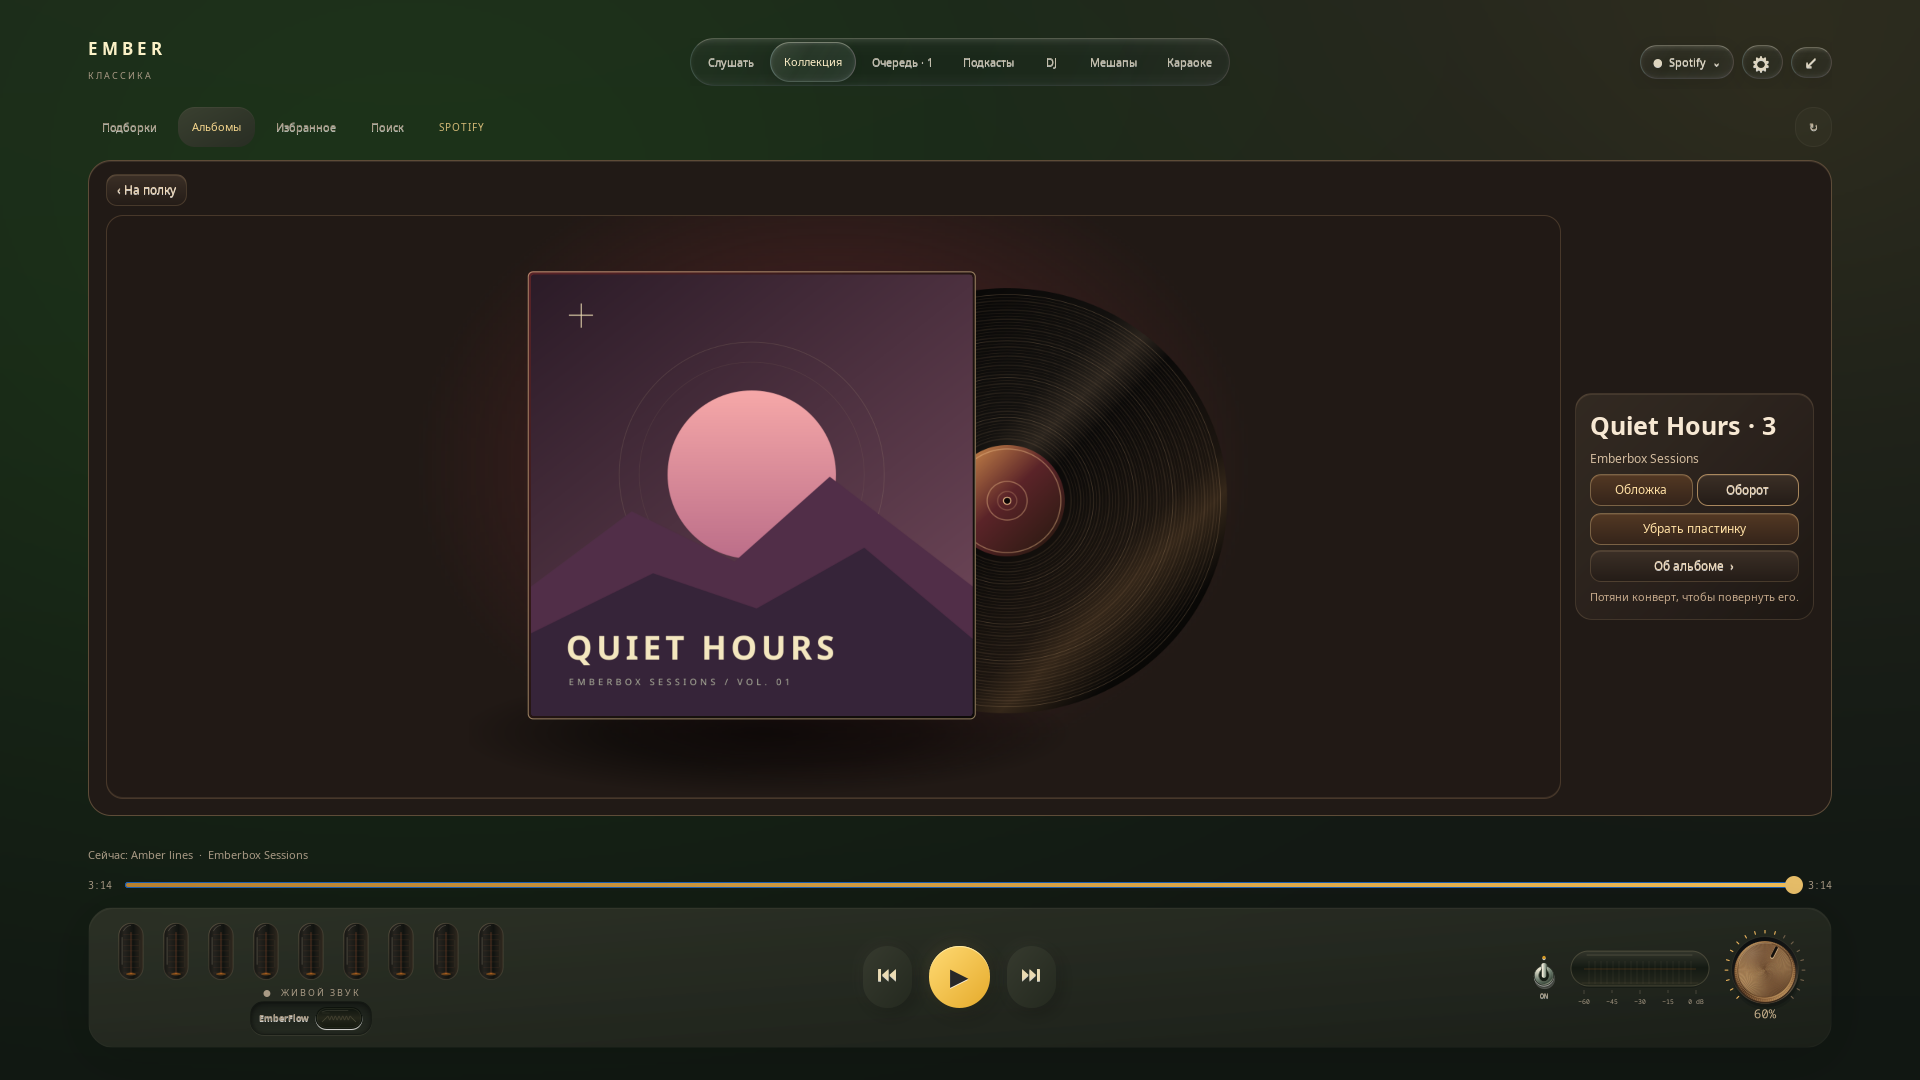 EMBER
КЛАССИКА
Слушать Коллекция Очередь · 1 Подкасты DJ Мешапы Караоке
Spotify
Подборки Альбомы Избранное Поиск SPOTIFY
‹ На полку
QUIET HOURS
EMBERBOX SESSIONS / VOL. 01
Quiet Hours · 3
Emberbox Sessions
Обложка Оборот
Убрать пластинку
Об альбоме ›
Потяни конверт, чтобы повернуть его.
Сейчас: Amber lines · Emberbox Sessions
3:14 3:14
ЖИВОЙ ЗВУК
EmberFlow
ON
−60 −45 −30 −15 0 dB
60%